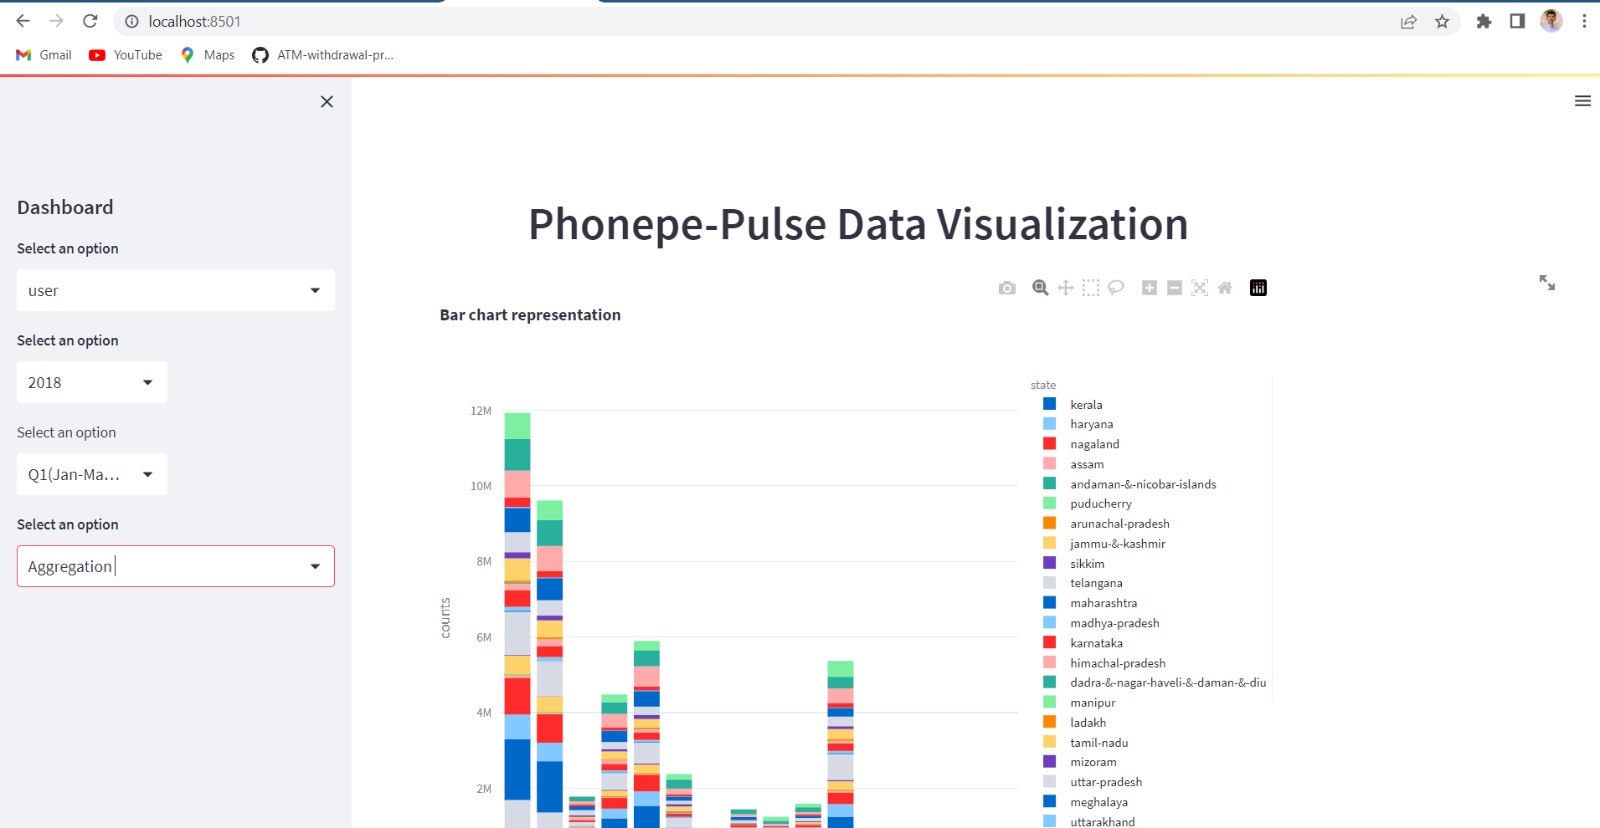 localhost:8501
Gmail YouTube Maps ATM-withdrawal-pr...
Dashboard
Select an option
user
Select an option
2018
Select an option
Q1(Jan-Ma...
Select an option
Aggregation
Phonepe-Pulse Data Visualization
Bar chart representation
counts
12M
10M
8M
6M
4M
2M
state
kerala
haryana
nagaland
assam
andaman-&-nicobar-islands
puducherry
arunachal-pradesh
jammu-&-kashmir
sikkim
telangana
maharashtra
madhya-pradesh
karnataka
himachal-pradesh
dadra-&-nagar-haveli-&-daman-&-diu
manipur
ladakh
tamil-nadu
mizoram
uttar-pradesh
meghalaya
uttarakhand